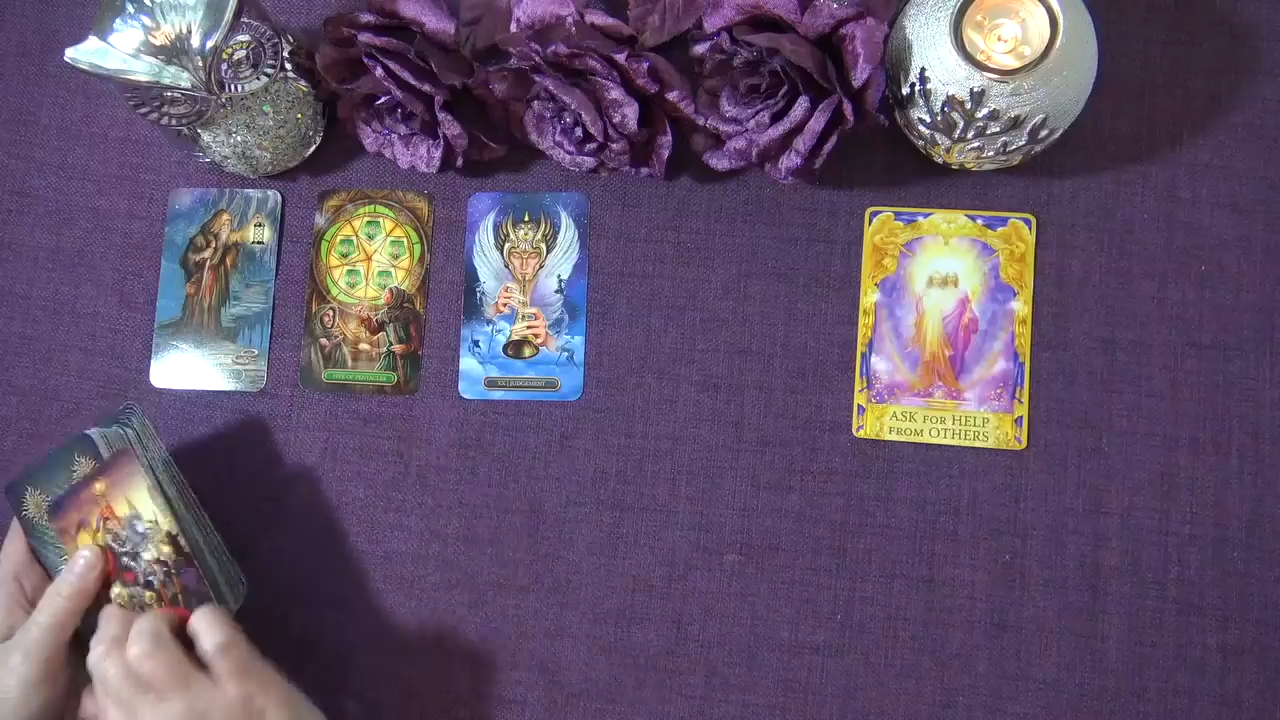 FIVE OF PENTACLES
XX | JUDGEMENT
ASK FOR HELP
FROM OTHERS